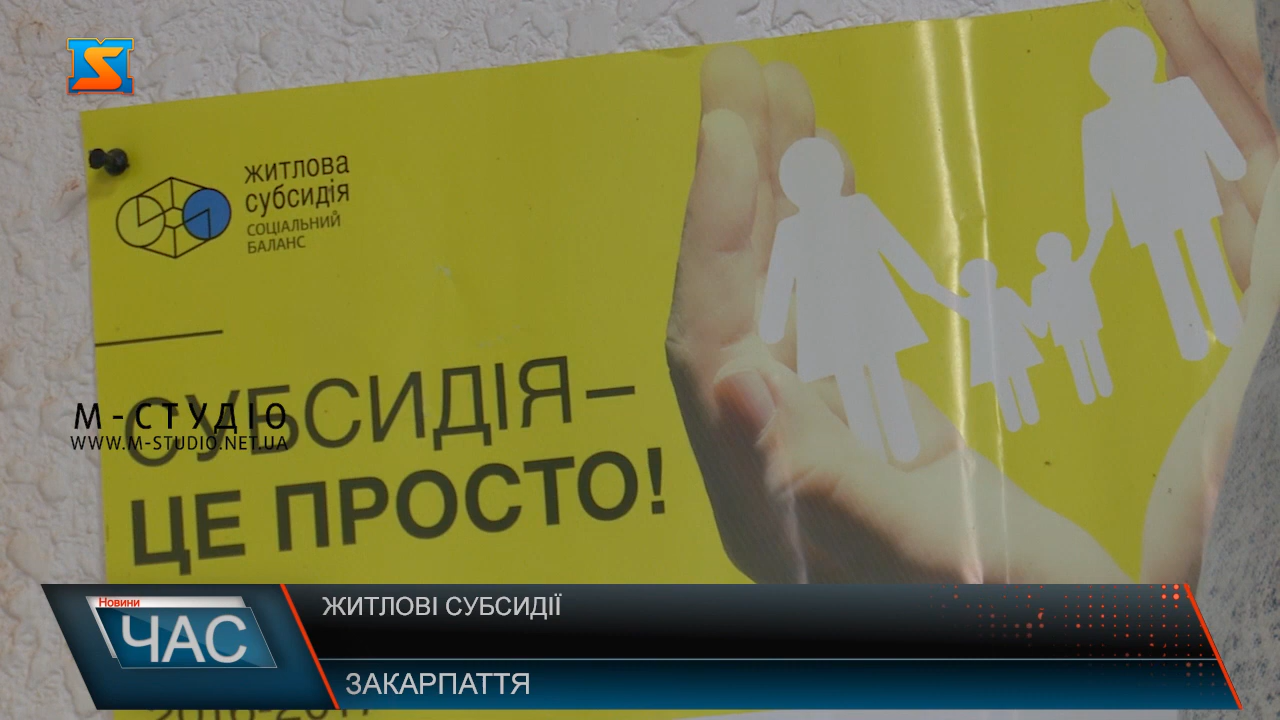 житлова
субсидія
соціальний
баланс
СУБСИДІЯ –
ЦЕ ПРОСТО!
М-СТУДІО
WWW.M-STUDIO.NET.UA
Новини
ЧАС
ЖИТЛОВІ СУБСИДІЇ
ЗАКАРПАТТЯ